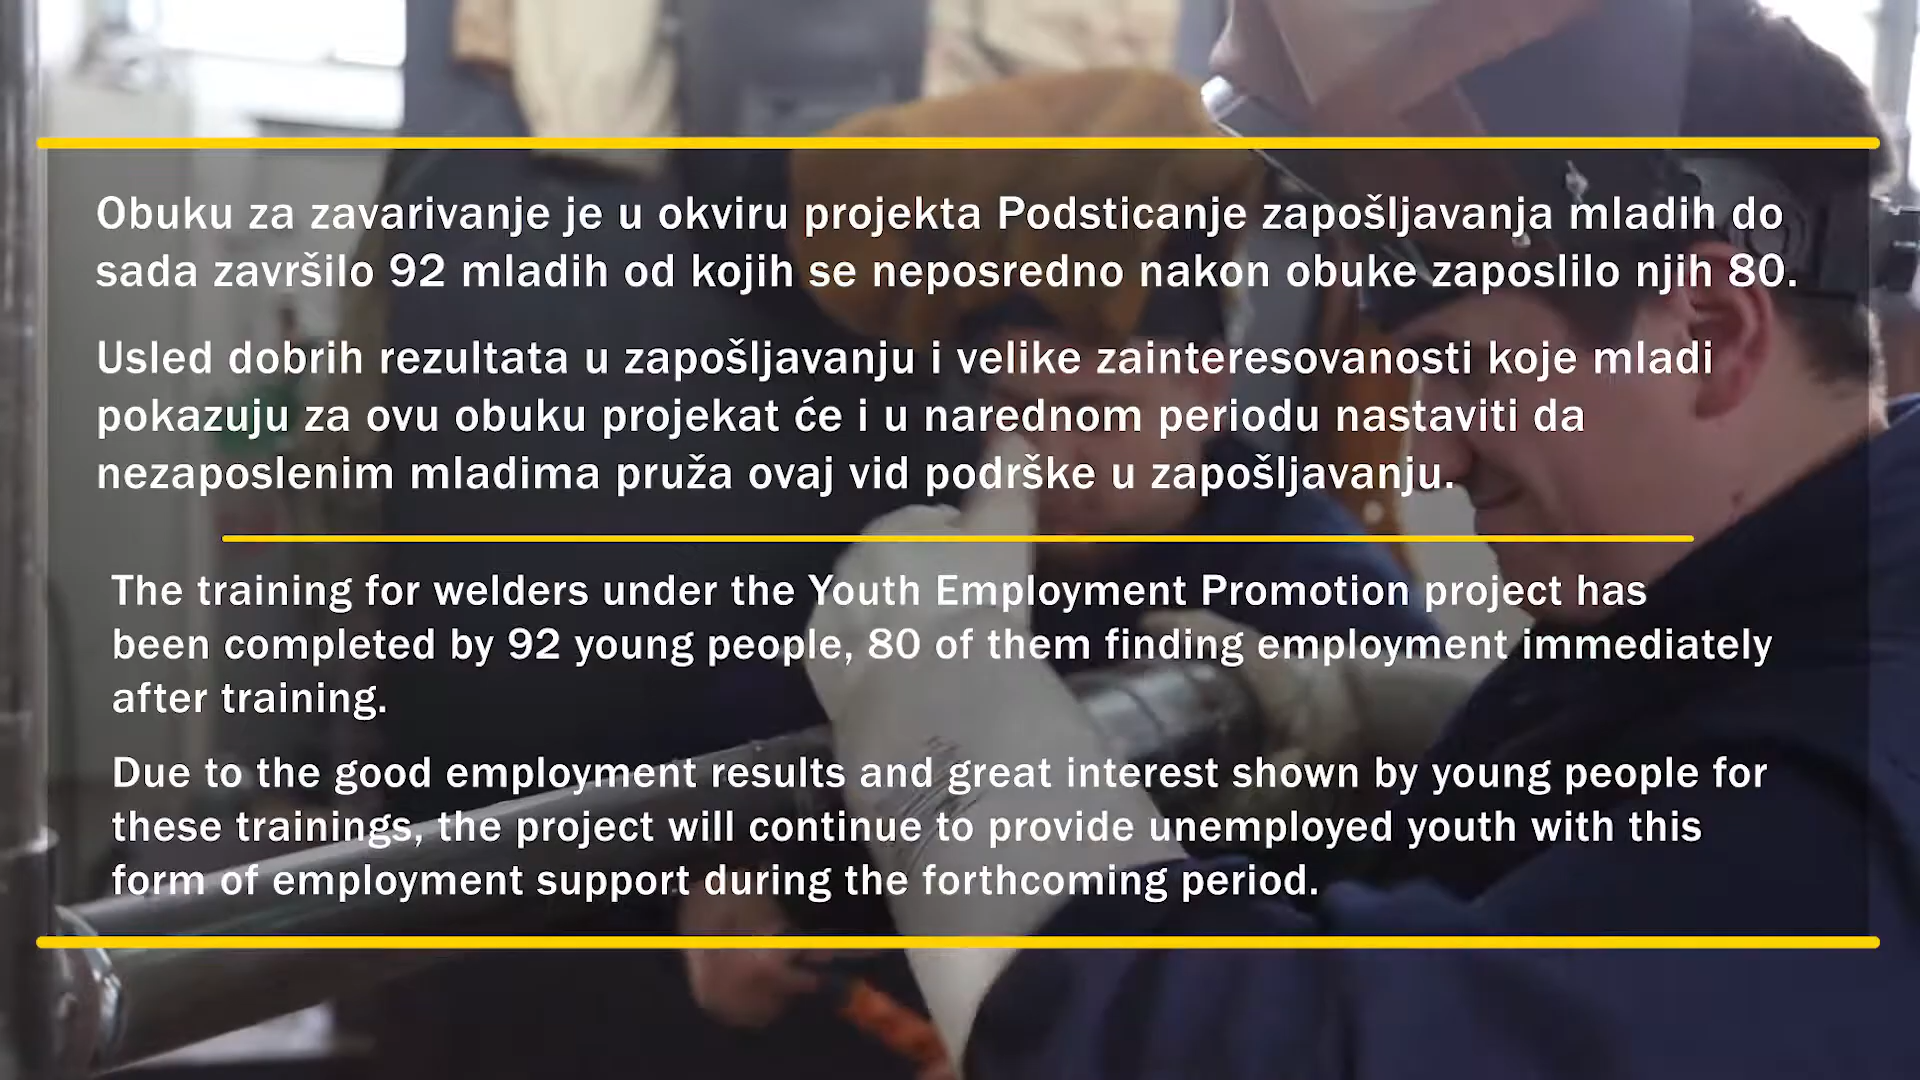 Obuku za zavarivanje je u okviru projekta Podsticanje zapošljavanja mladih do
sada završilo 92 mladih od kojih se neposredno nakon obuke zaposlilo njih 80.
Usled dobrih rezultata u zapošljavanju i velike zainteresovanosti koje mladi
pokazuju za ovu obuku projekat će i u narednom periodu nastaviti da
nezaposlenim mladima pruža ovaj vid podrške u zapošljavanju.
The training for welders under the Youth Employment Promotion project has
been completed by 92 young people, 80 of them finding employment immediately
after training.
Due to the good employment results and great interest shown by young people for
these trainings, the project will continue to provide unemployed youth with this
form of employment support during the forthcoming period.